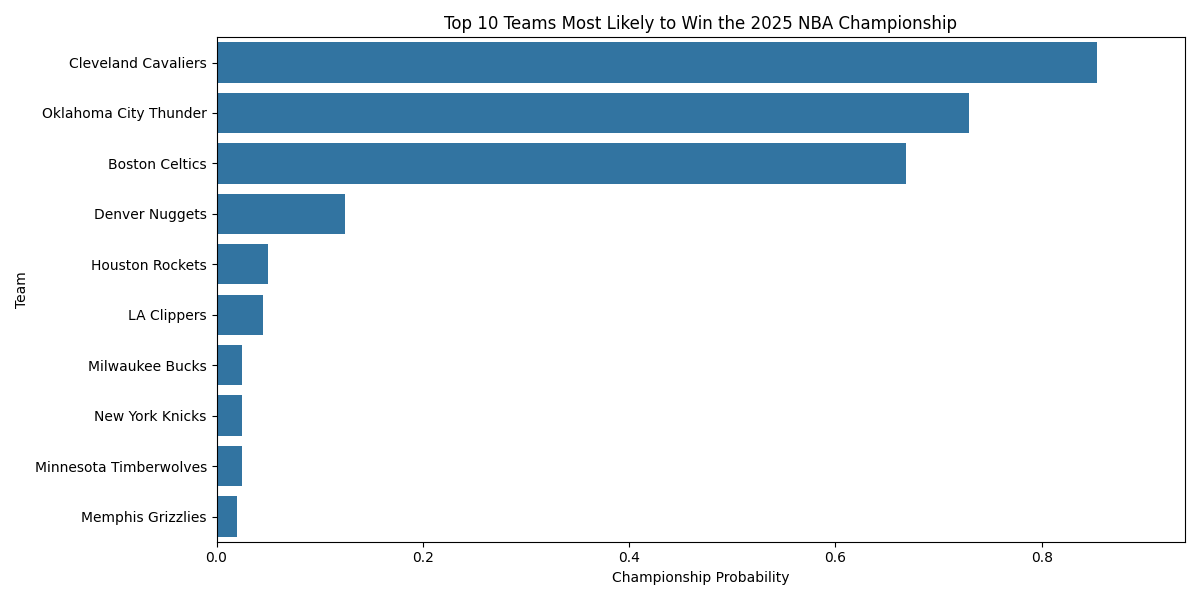 Top 10 Teams Most Likely to Win the 2025 NBA Championship
Team
Cleveland Cavaliers
Oklahoma City Thunder
Boston Celtics
Denver Nuggets
Houston Rockets
LA Clippers
Milwaukee Bucks
New York Knicks
Minnesota Timberwolves
Memphis Grizzlies
0.0 0.2 0.4 0.6 0.8
Championship Probability